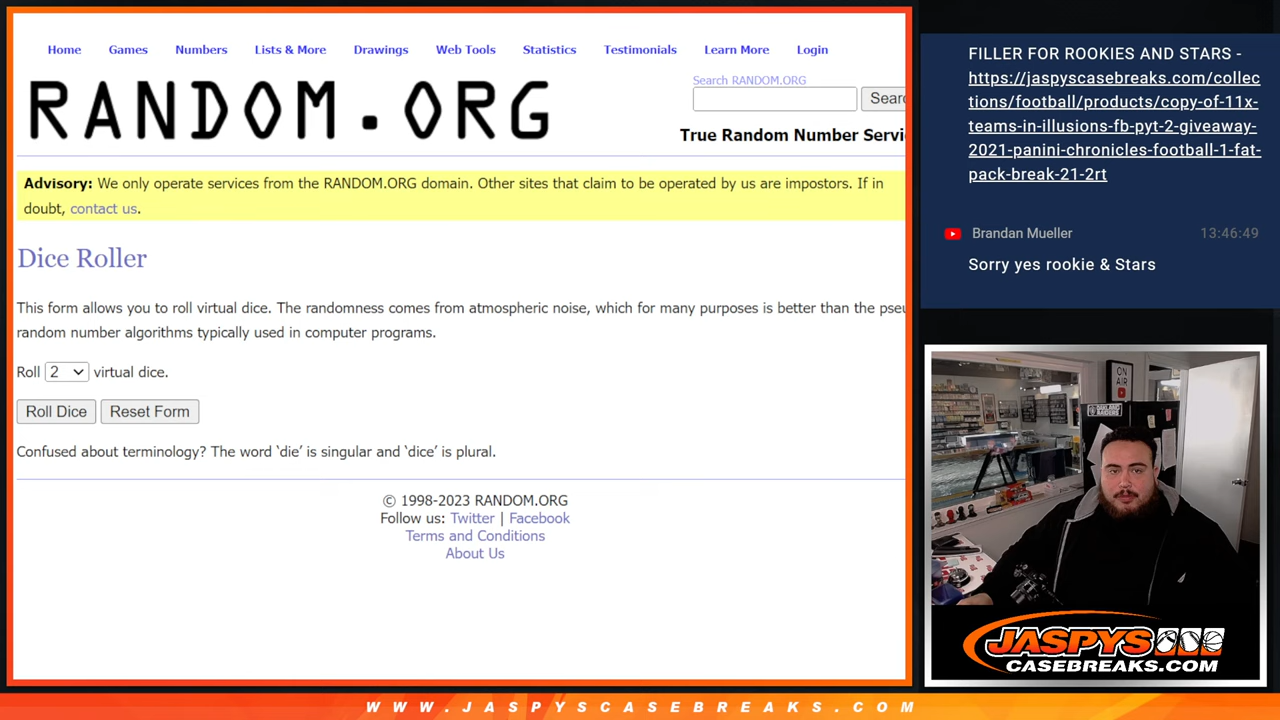 Home Games Numbers Lists & More Drawings Web Tools Statistics Testimonials Learn More Login
RANDOM.ORG
Search RANDOM.ORG
True Random Number
Advisory: We only operate services from the RANDOM.ORG domain. Other sites that claim to be operated by us are impostors. If in
doubt, contact us.
Dice Roller
This form allows you to roll virtual dice. The randomness comes from atmospheric noise, which for many purposes is better than the
random number algorithms typically used in computer programs.
Roll 2 virtual dice.
Roll Dice Reset Form
Confused about terminology? The word ‘die’ is singular and ‘dice’ is plural.
© 1998-2023 RANDOM.ORG
Follow us: Twitter | Facebook
Terms and Conditions
About Us
FILLER FOR ROOKIES AND STARS -
https://jaspyscasebreaks.com/collec
tions/football/products/copy-of-11x-
teams-in-illusions-fb-pyt-2-giveaway-
2021-panini-chronicles-football-1-fat-
pack-break-21-2rt
Brandan Mueller 13:46:49
Sorry yes rookie & Stars
ON
AIR
JASPYS
CASEBREAKS.COM
WWW.JASPYSCASEBREAKS.COM